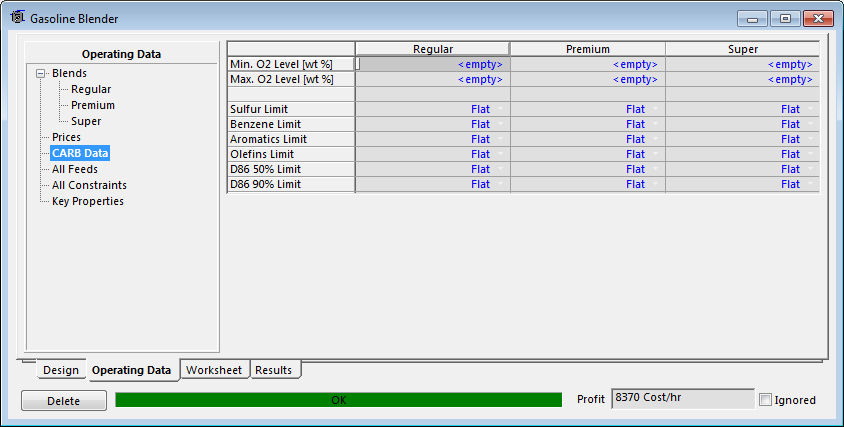 Gasoline Blender
Operating Data
Blends
Regular
Premium
Super
Prices
CARB Data
All Feeds
All Constraints
Key Properties
Regular Premium Super
Min. O2 Level [wt %] <empty> <empty> <empty>
Max. O2 Level [wt %] <empty> <empty> <empty>
Sulfur Limit Flat Flat Flat
Benzene Limit Flat Flat Flat
Aromatics Limit Flat Flat Flat
Olefins Limit Flat Flat Flat
D86 50% Limit Flat Flat Flat
D86 90% Limit Flat Flat Flat
Design Operating Data Worksheet Results
Delete OK Profit 8370 Cost/hr Ignored